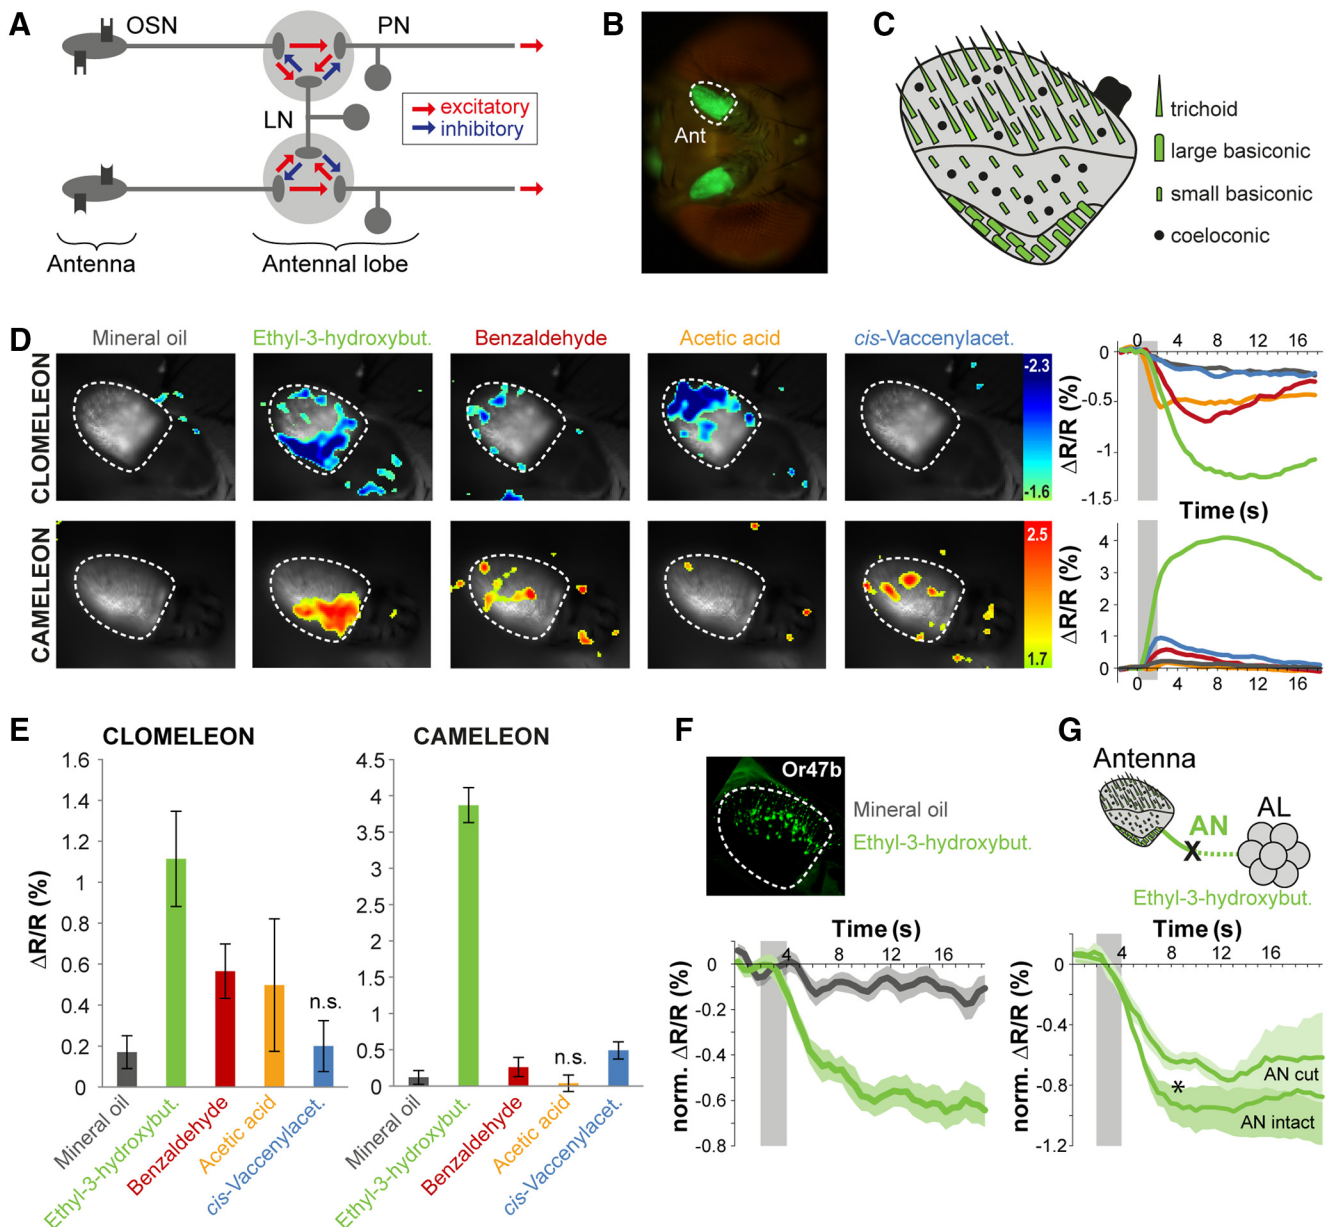 A
OSN
PN
LN
excitatory
inhibitory
Antenna
Antennal lobe
B
Ant
C
trichoid
large basiconic
small basiconic
coeloconic
D
Mineral oil
Ethyl-3-hydroxybut.
Benzaldehyde
Acetic acid
cis-Vaccenylacet.
CLOMELEON
-2.3
-1.6
0 4 8 12 16
0
-0.5
-1
-1.5
ΔR/R (%)
Time (s)
CAMELEON
2.5
1.7
4
3
2
1
0
ΔR/R (%)
0 4 8 12 16
E
CLOMELEON
1.6
1.4
1.2
1
0.8
0.6
0.4
0.2
0
ΔR/R (%)
n.s.
Mineral oil
Ethyl-3-hydroxybut.
Benzaldehyde
Acetic acid
cis-Vaccenylacet.
CAMELEON
4.5
4
3.5
3
2.5
2
1.5
1
0.5
0
n.s.
Mineral oil
Ethyl-3-hydroxybut.
Benzaldehyde
Acetic acid
cis-Vaccenylacet.
F
Or47b
Mineral oil
Ethyl-3-hydroxybut.
Time (s)
4 8 12 16
0
-0.2
-0.4
-0.6
-0.8
norm. ΔR/R (%)
G
Antenna
AN
X
AL
Ethyl-3-hydroxybut.
Time (s)
4 8 12 16
0
-0.4
-0.8
-1.2
norm. ΔR/R (%)
AN cut
*
AN intact